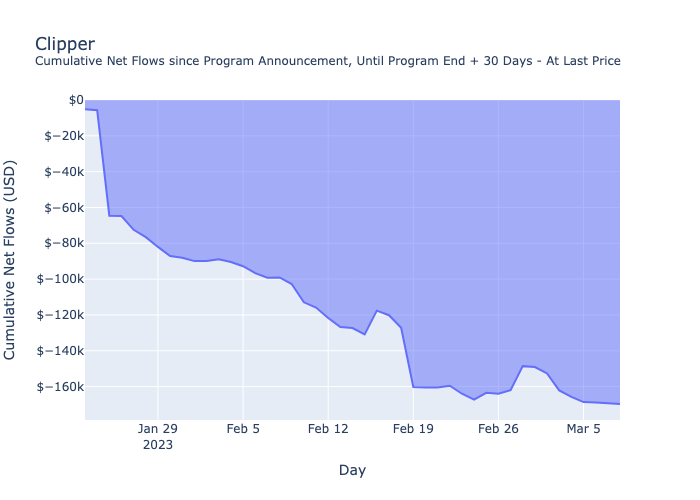 Clipper
Cumulative Net Flows since Program Announcement, Until Program End + 30 Days - At Last Price
$0
$−20k
$−40k
$−60k
$−80k
$−100k
$−120k
$−140k
$−160k
Cumulative Net Flows (USD)
Jan 29 Feb 5 Feb 12 Feb 19 Feb 26 Mar 5
2023
Day